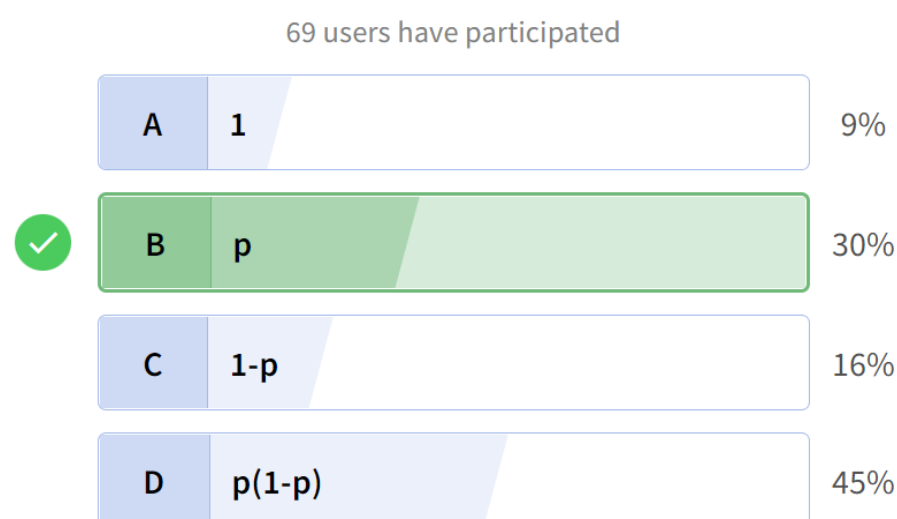 69 users have participated
A 1 9%
B p 30%
C 1-p 16%
D p(1-p) 45%